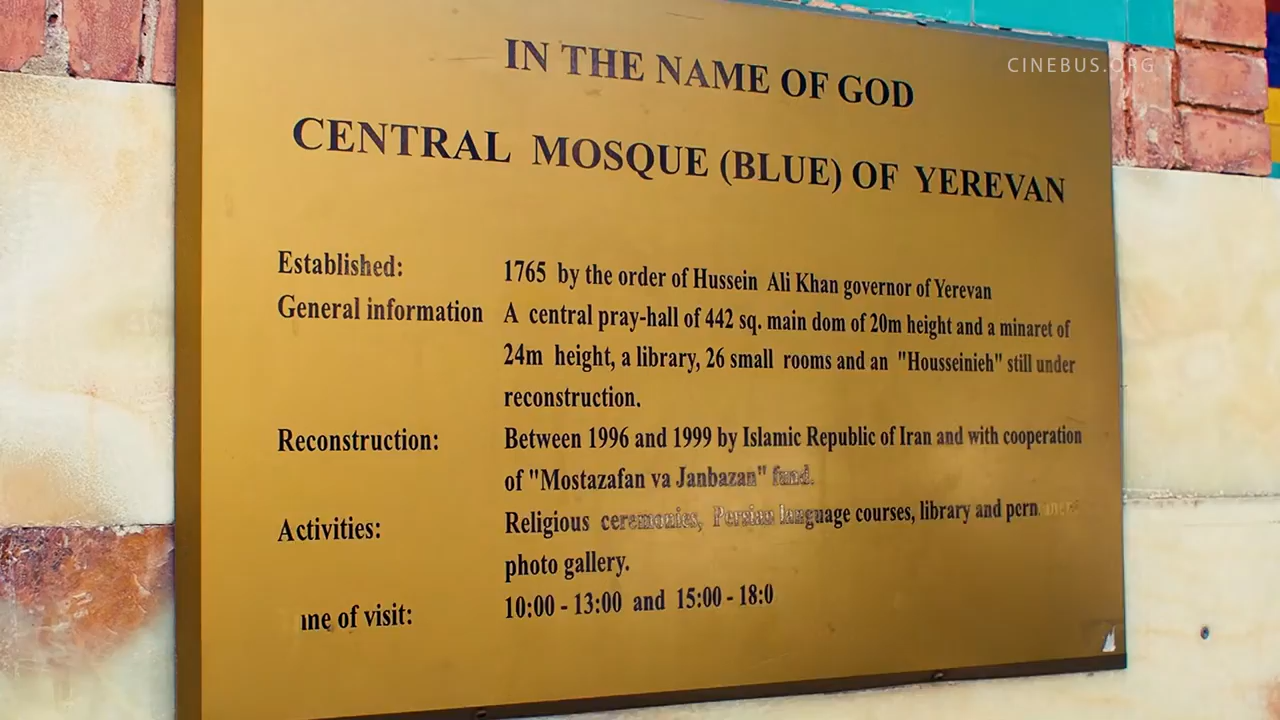 CINEBUS.ORG
IN THE NAME OF GOD
CENTRAL MOSQUE (BLUE) OF YEREVAN
Established: 1765 by the order of Hussein Ali Khan governor of Yerevan
General information A central pray-hall of 442 sq. main dom of 20m height and a minaret of
24m height, a library, 26 small rooms and an "Housseinieh" still under
reconstruction.
Reconstruction: Between 1996 and 1999 by Islamic Republic of Iran and with cooperation
of "Mostazafan va Janbazan" fund.
Activities: Religious ceremonies, Persian language courses, library and
photo gallery.
of visit: 10:00 - 13:00 and 15:00 - 18:0